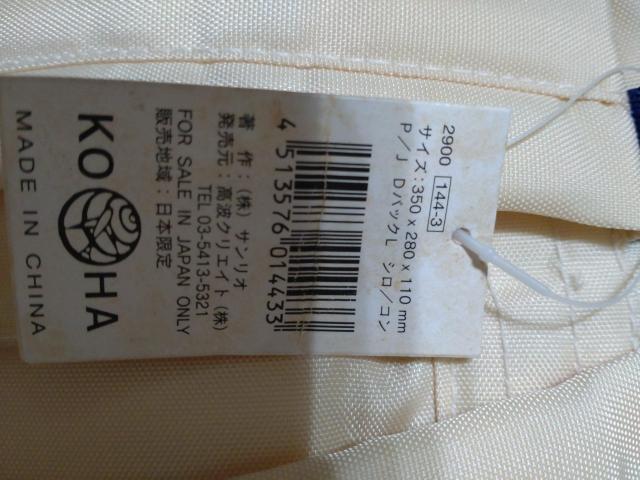 2900 144-3
サイズ:350×280×110mm
P/J DパックL シロ/コン
4 513576 014433
著 作:(株) サンリオ
発売元:高波クリエイト(株)
TEL 03-5413-5321
FOR SALE IN JAPAN ONLY
販売地域:日本限定
KOHA
MADE IN CHINA